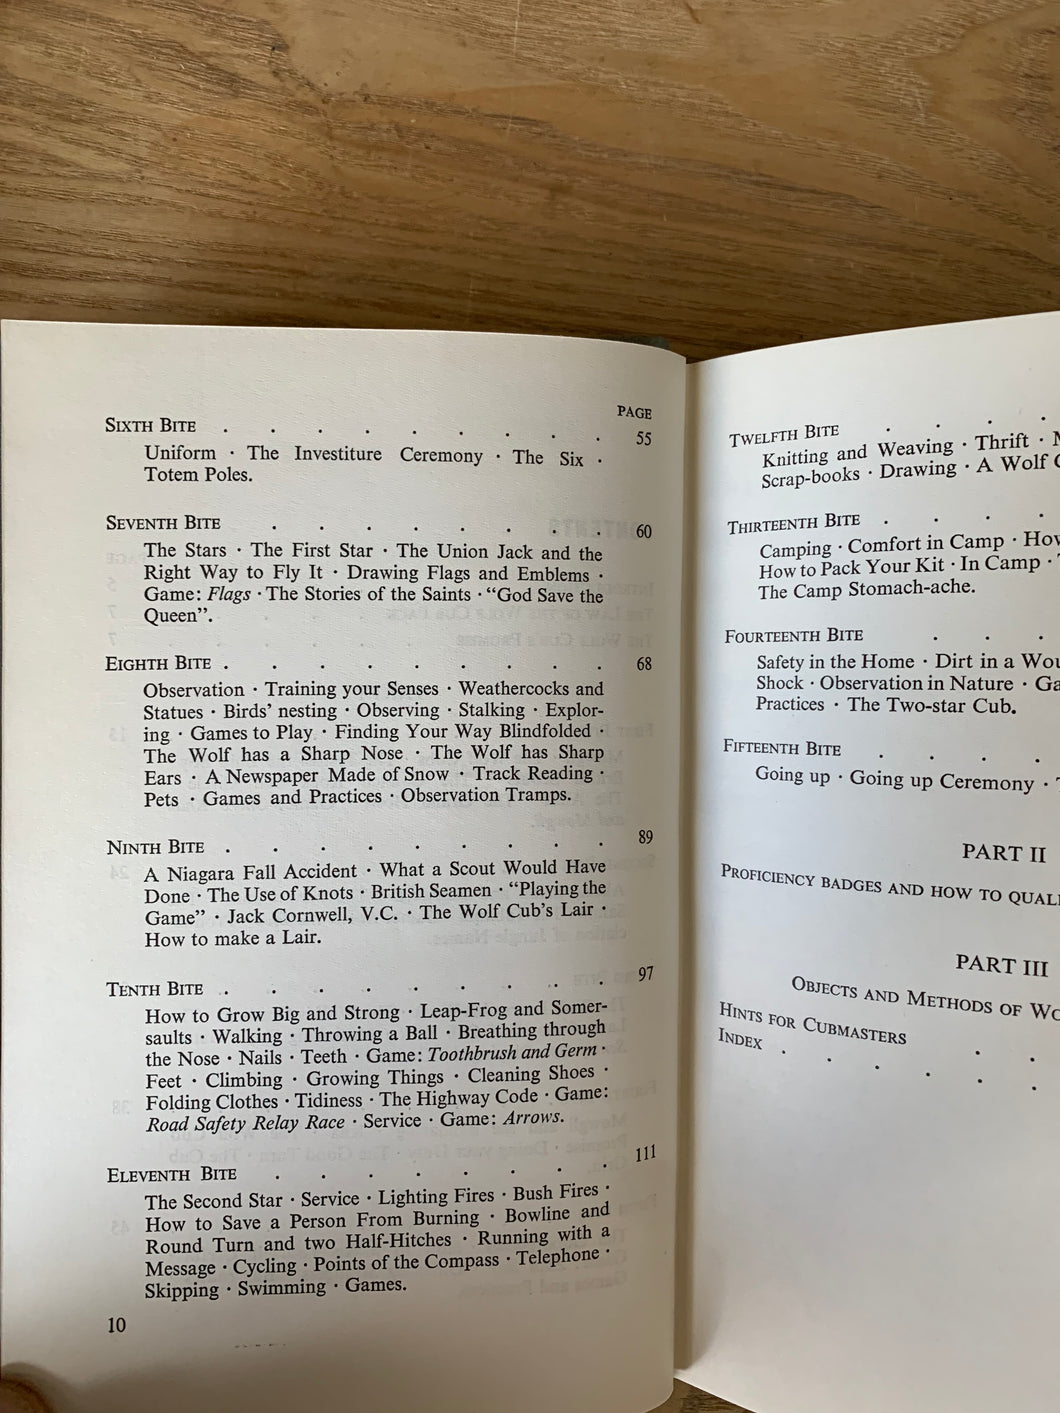 PAGE
SIXTH BITE . . . . . . . . . 55
Uniform · The Investiture Ceremony · The Six ·
Totem Poles.
SEVENTH BITE . . . . . . . . 60
The Stars · The First Star · The Union Jack and the
Right Way to Fly It · Drawing Flags and Emblems ·
Game: Flags · The Stories of the Saints · “God Save the
Queen”.
EIGHTH BITE . . . . . . . . . 68
Observation · Training your Senses · Weathercocks and
Statues · Birds’ nesting · Observing · Stalking · Explor-
ing · Games to Play · Finding Your Way Blindfolded ·
The Wolf has a Sharp Nose · The Wolf has Sharp
Ears · A Newspaper Made of Snow · Track Reading ·
Pets · Games and Practices · Observation Tramps.
NINTH BITE . . . . . . . . . 89
A Niagara Fall Accident · What a Scout Would Have
Done · The Use of Knots · British Seamen · “Playing the
Game” · Jack Cornwell, V.C. · The Wolf Cub’s Lair ·
How to make a Lair.
TENTH BITE . . . . . . . . . 97
How to Grow Big and Strong · Leap-Frog and Somer-
saults · Walking · Throwing a Ball · Breathing through
the Nose · Nails · Teeth · Game: Toothbrush and Germ ·
Feet · Climbing · Growing Things · Cleaning Shoes ·
Folding Clothes · Tidiness · The Highway Code · Game:
Road Safety Relay Race · Service · Game: Arrows.
ELEVENTH BITE . . . . . . . . 111
The Second Star · Service · Lighting Fires · Bush Fires ·
How to Save a Person From Burning · Bowline and
Round Turn and two Half-Hitches · Running with a
Message · Cycling · Points of the Compass · Telephone ·
Skipping · Swimming · Games.
10
TWELFTH BITE . . . .
Knitting and Weaving · Thrift ·
Scrap-books · Drawing · A Wolf
THIRTEENTH BITE . . . .
Camping · Comfort in Camp ·
How to Pack Your Kit · In Camp ·
The Camp Stomach-ache.
FOURTEENTH BITE . . .
Safety in the Home · Dirt in a
Shock · Observation in Nature ·
Practices · The Two-star Cub.
FIFTEENTH BITE . . . .
Going up · Going up Ceremony ·
PART II
PROFICIENCY BADGES AND HOW TO
PART III
OBJECTS AND METHODS OF
HINTS FOR CUBMASTERS . .
INDEX . . . . . .